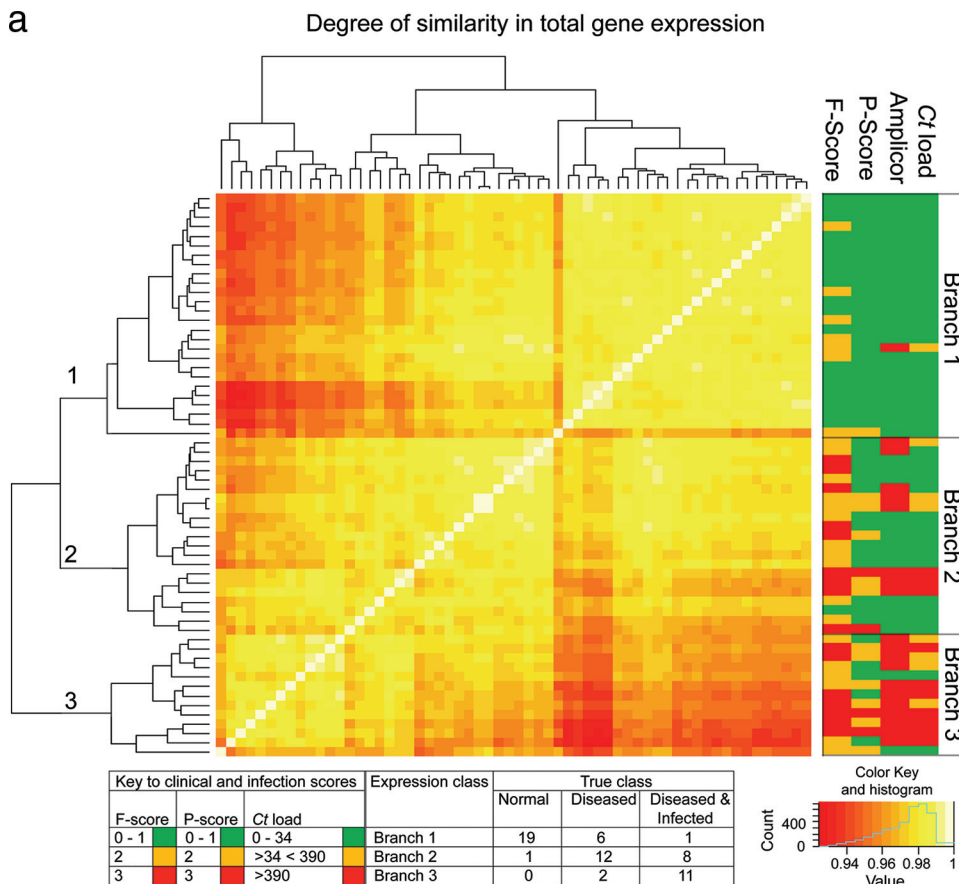 a
Degree of similarity in total gene expression
F-Score
P-Score
Amplicor
Ct load
1
2
3
Branch 1
Branch 2
Branch 3
Key to clinical and infection scores
F-score P-score Ct load
0 - 1 0 - 1 0 - 34
2 2 >34 < 390
3 3 >390
Expression class True class
Normal Diseased Diseased & Infected
Branch 1 19 6 1
Branch 2 1 12 8
Branch 3 0 2 11
Color Key
and histogram
Count
0 400
0.94 0.96 0.98 1
Value